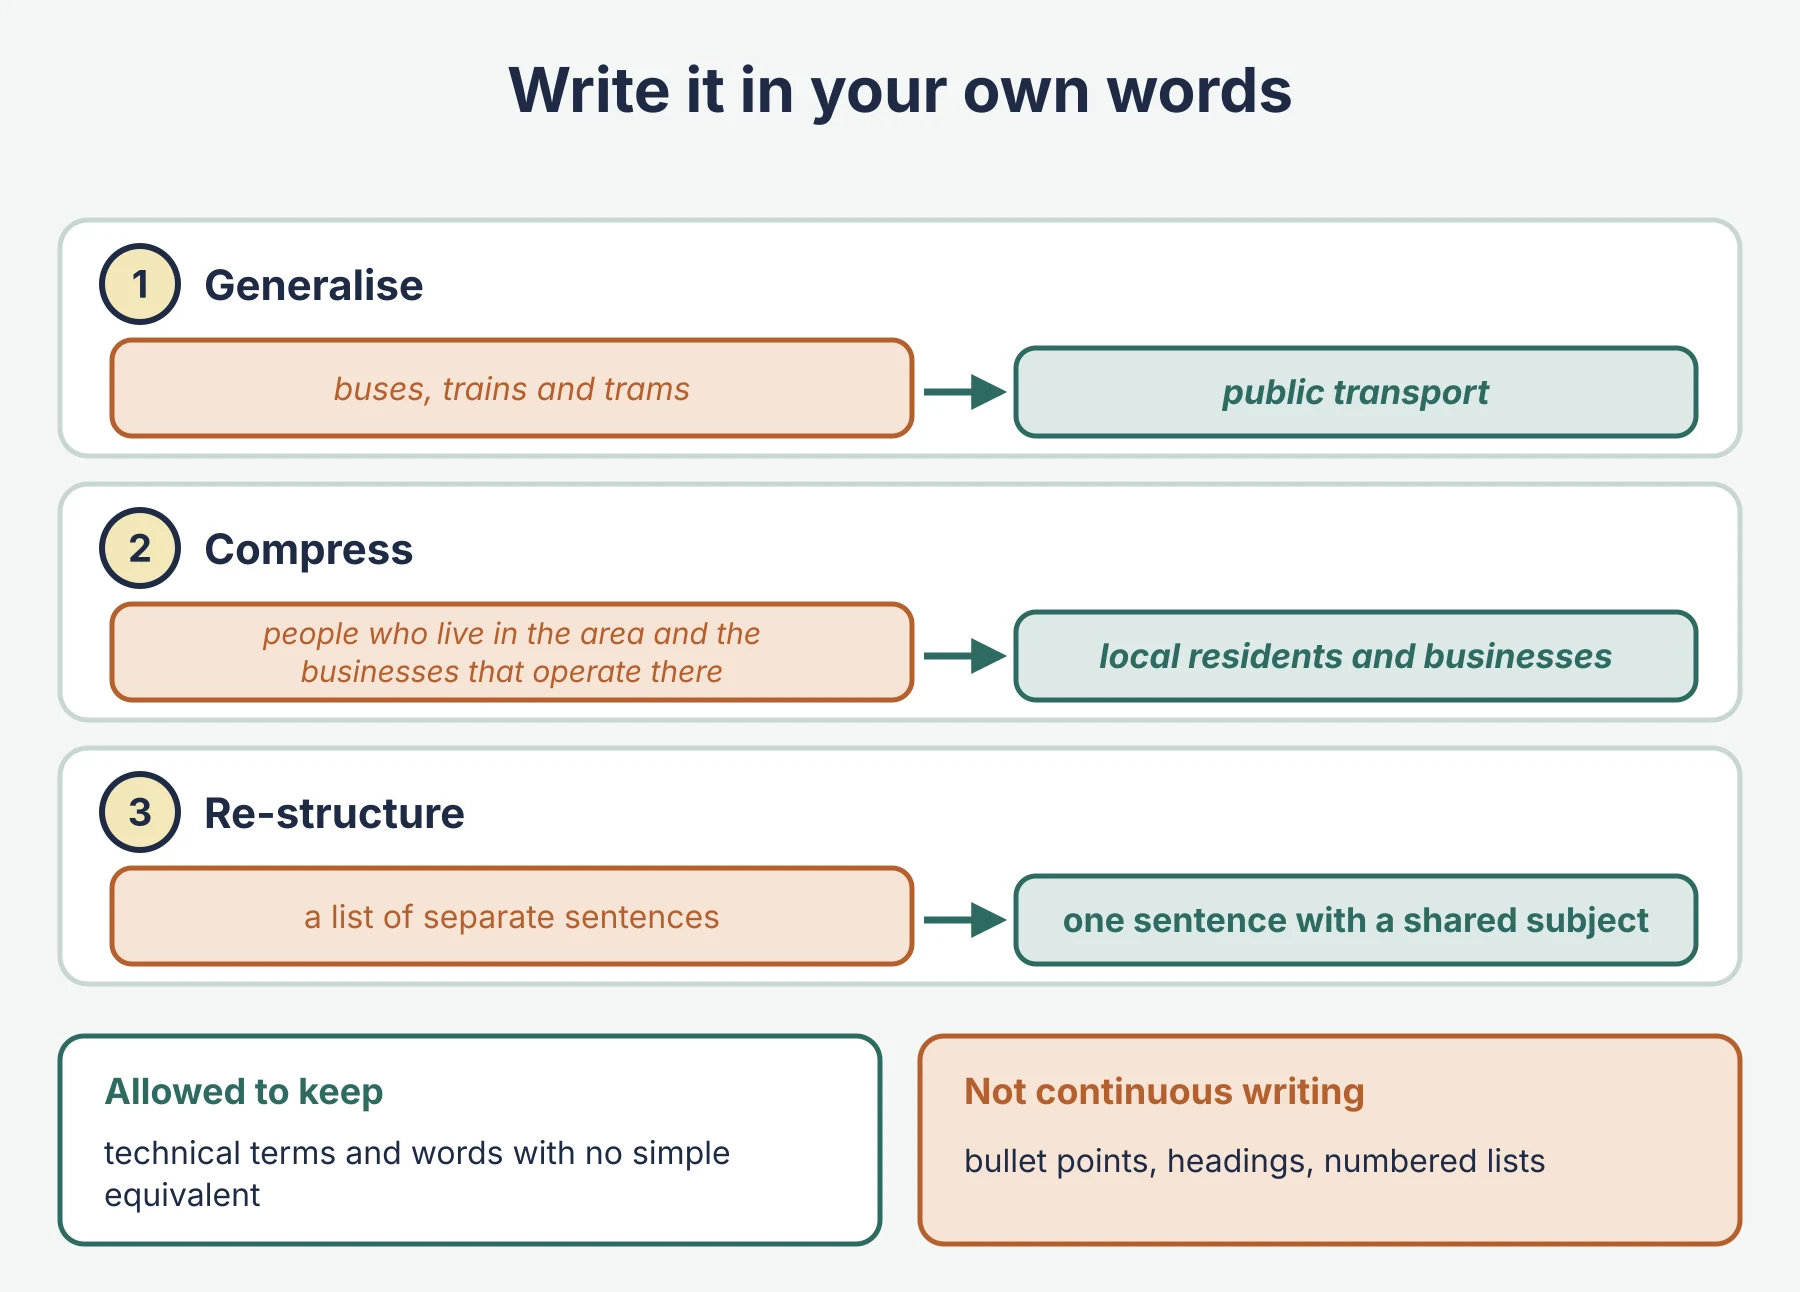 Write it in your own words
1
Generalise
buses, trains and trams
public transport
2
Compress
people who live in the area and the
businesses that operate there
local residents and businesses
3
Re-structure
a list of separate sentences
one sentence with a shared subject
Allowed to keep
technical terms and words with no simple
equivalent
Not continuous writing
bullet points, headings, numbered lists